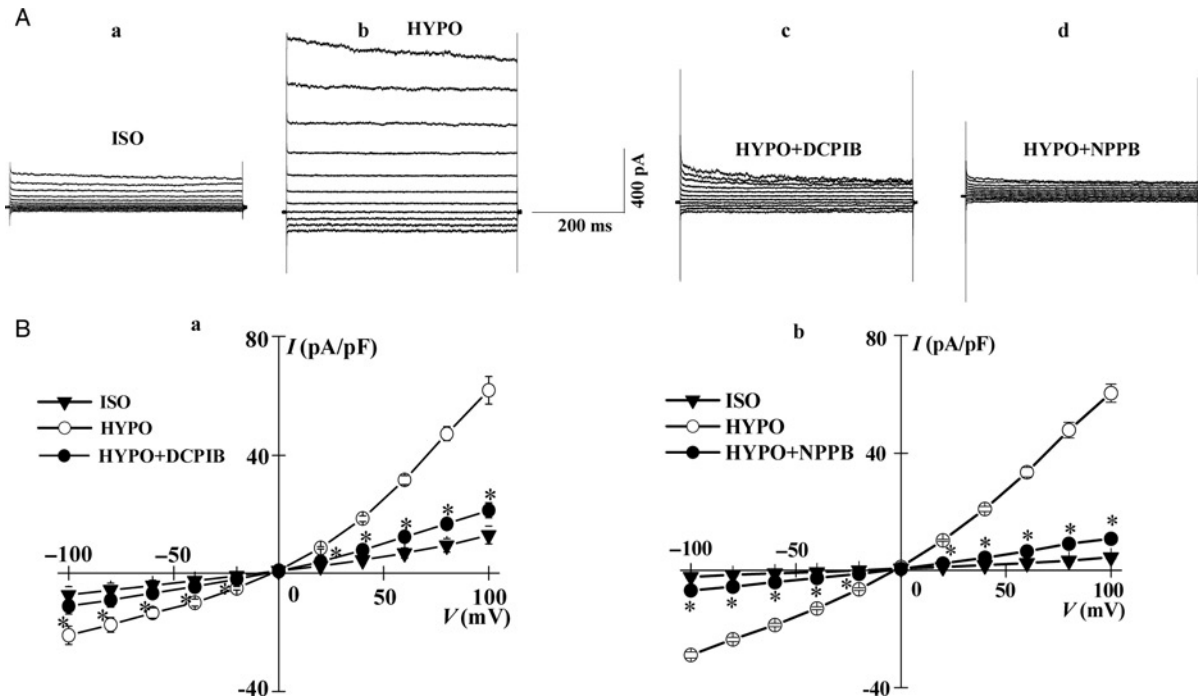 A
a
b
HYPO
c
d
ISO
HYPO+DCPIB
HYPO+NPPB
400 pA
200 ms
B
a
80
I (pA/pF)
ISO
HYPO
HYPO+DCPIB
40
*
*
*
*
*
-100
-50
0
50
100
V (mV)
*
*
*
*
*
-40
b
80
I (pA/pF)
ISO
HYPO
HYPO+NPPB
40
*
*
*
*
*
-100
-50
0
50
100
V (mV)
*
*
*
*
*
-40